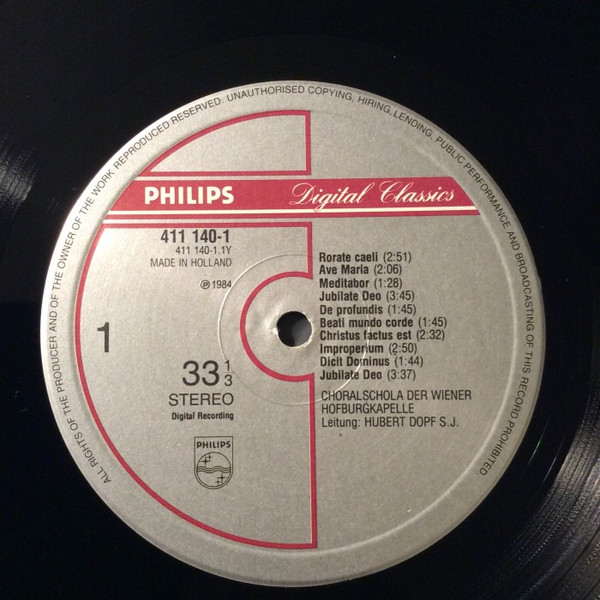 ALL RIGHTS OF THE PRODUCER AND OF THE OWNER OF THE WORK REPRODUCED RESERVED. UNAUTHORISED COPYING, HIRING, LENDING, PUBLIC PERFORMANCE AND BROADCASTING OF THIS RECORD PROHIBITED
PHILIPS
Digital Classics
411 140-1
411 140-1.1Y
MADE IN HOLLAND
℗ 1984
1
33 1/3
STEREO
Digital Recording
PHILIPS
Rorate caeli (2:51)
Ave Maria (2:06)
Meditabor (1:28)
Jubilate Deo (3:45)
De profundis (1:45)
Beati mundo corde (1:45)
Christus factus est (2:32)
Improperium (2:50)
Dicit Dominus (1:44)
Jubilate Deo (3:37)
CHORALSCHOLA DER WIENER
HOFBURGKAPELLE
Leitung: HUBERT DOPF S.J.